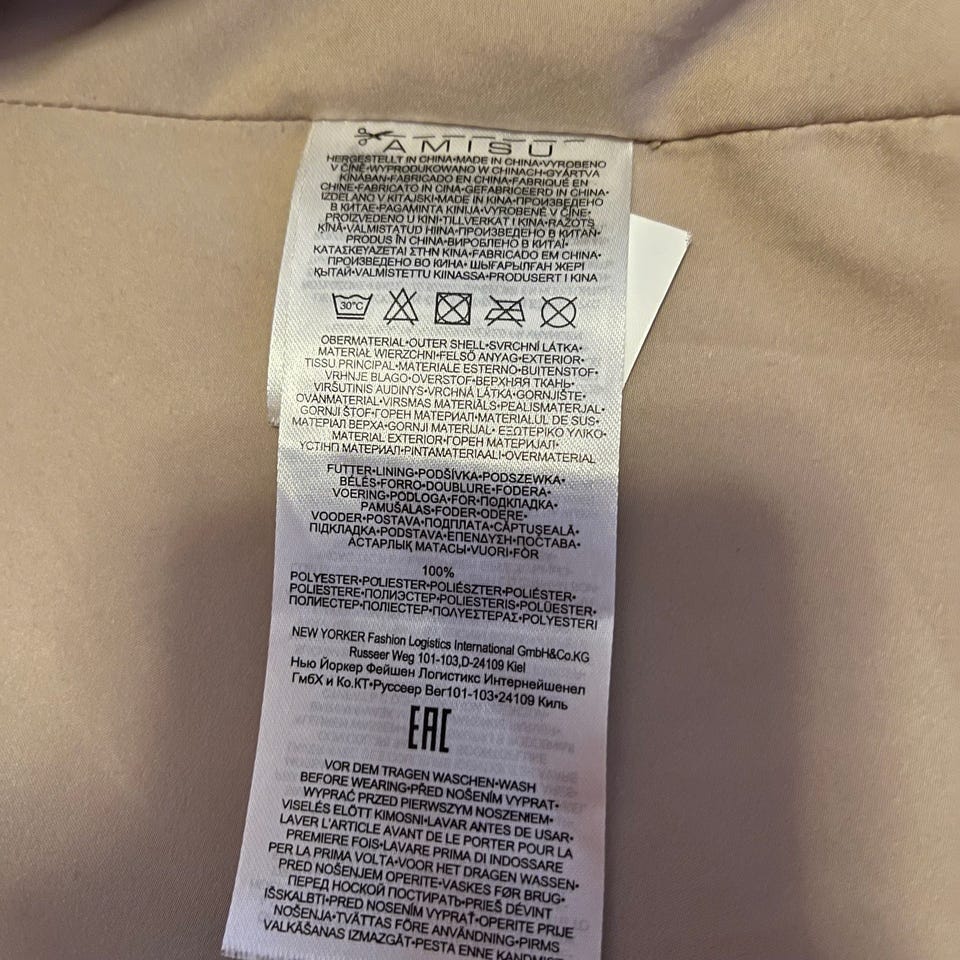 AMISU
HERGESTELLT IN CHINA•MADE IN CHINA•VYROBENO
V ČÍNĚ•WYPRODUKOWANO W CHINACH•GYÁRTVA
KÍNÁBAN•FABRICADO EN CHINA•FABRIQUÉ EN
CHINE•FABRICATO IN CINA•GEFABRICEERD IN CHINA•
IZDELANO V KITAJSKI•MADE IN KINA•ПРОИЗВЕДЕНО
В КИТАЕ•PAGAMINTA KINIJA•VYROBENÉ V ČÍNE•
PROIZVEDENO U KINI•TILLVERKAT I KINA•RAŽOTS
ĶĪNĀ•VALMISTATUD HIINA•ПРОИЗВЕДЕНО В КИТАЙ•
PRODUS ÎN CHINA•ВИРОБЛЕНО В КИТАЇ•
ΚΑΤΑΣΚΕΥΑΖΕΤΑΙ ΣΤΗΝ ΚΙΝΑ•FABRICADO EM CHINA•
ПРОИЗВЕДЕНО ВО КИНА• ШЫҒАРЫЛҒАН ЖЕРІ
ҚЫТАЙ•VALMISTETTU KIINASSA•PRODUSERT I KINA
30°C
OBERMATERIAL•OUTER SHELL•SVRCHNÍ LÁTKA•
MATERIAŁ WIERZCHNI•FELSŐ ANYAG•EXTERIOR•
TISSU PRINCIPAL•MATERIALE ESTERNO•BUITENSTOF•
VRHNJE BLAGO•OVERSTOF•ВЕРХНЯЯ ТКАНЬ•
VIRŠUTINIS AUDINYS•VRCHNÁ LÁTKA•GORNJIŠTE•
OVANMATERIAL•VIRSMAS MATERIĀLS•PEALISMATERJAL•
GORNJI ŠTOF•ГОРЕН МАТЕРИАЛ•MATERIALUL DE SUS•
МАТЕРІАЛ ВЕРХА•GORNJI MATERIJAL• ΕΞΩΤΕΡΙΚΟ ΥΛΙΚΟ•
MATERIAL EXTERIOR•ГОРЕН МАТЕРИЈАЛ•
ҮСТІҢГІ МАТЕРИАЛ•PINTAMATERIAALI•OVERMATERIAL
FUTTER•LINING•PODŠÍVKA•PODSZEWKA•
BÉLÉS•FORRO•DOUBLURE•FODERA•
VOERING•PODLOGA•FOR•ПОДКЛАДКА•
PAMUŠALAS•FODER•ODERE•
VOODER•POSTAVA•ПОДПЛАТА•CĂPTUŞEALĂ•
ПІДКЛАДКА•PODSTAVA•ΕΠΕΝΔΥΣΗ•ПОСТАВА•
АСТАРЛЫҚ МАТАСЫ•VUORI•FÔR
100%
POLYESTER•POLIESTER•POLIÉSZTER•POLIÉSTER•
POLIESTERE•ПОЛИЭСТЕР•POLIESTERIS•POLÜESTER•
ПОЛИЕСТЕР•ПОЛІЕСТЕР•ΠΟΛΥΕΣΤΕΡΑΣ•POLYESTERI
NEW YORKER Fashion Logistics International GmbH&Co.KG
Russeer Weg 101-103,D-24109 Kiel
Нью Йоркер Фейшен Логистикс Интернейшенел
ГмбХ и Ко.КТ•Руссеер Вег101-103•24109 Киль
EAC
VOR DEM TRAGEN WASCHEN•WASH
BEFORE WEARING•PŘED NOŠENÍM VYPRAT•
WYPRAĆ PRZED PIERWSZYM NOSZENIEM•
VISELÉS ELŐTT KIMOSNI•LAVAR ANTES DE USAR•
LAVER L'ARTICLE AVANT DE LE PORTER POUR LA
PREMIERE FOIS•LAVARE PRIMA DI INDOSSARE
PER LA PRIMA VOLTA•VOOR HET DRAGEN WASSEN•
PRED NOŠENJEM OPERITE•VASKES FØR BRUG•
ПЕРЕД НОСКОЙ ПОСТИРАТЬ•PRIEŠ DĖVINT
IŠSKALBTI•PRED NOSENÍM VYPRAŤ•OPERITE PRIJE
NOŠENJA•TVÄTTAS FÖRE ANVÄNDNING•PIRMS
VALKĀŠANAS IZMAZGĀT•PESTA ENNE